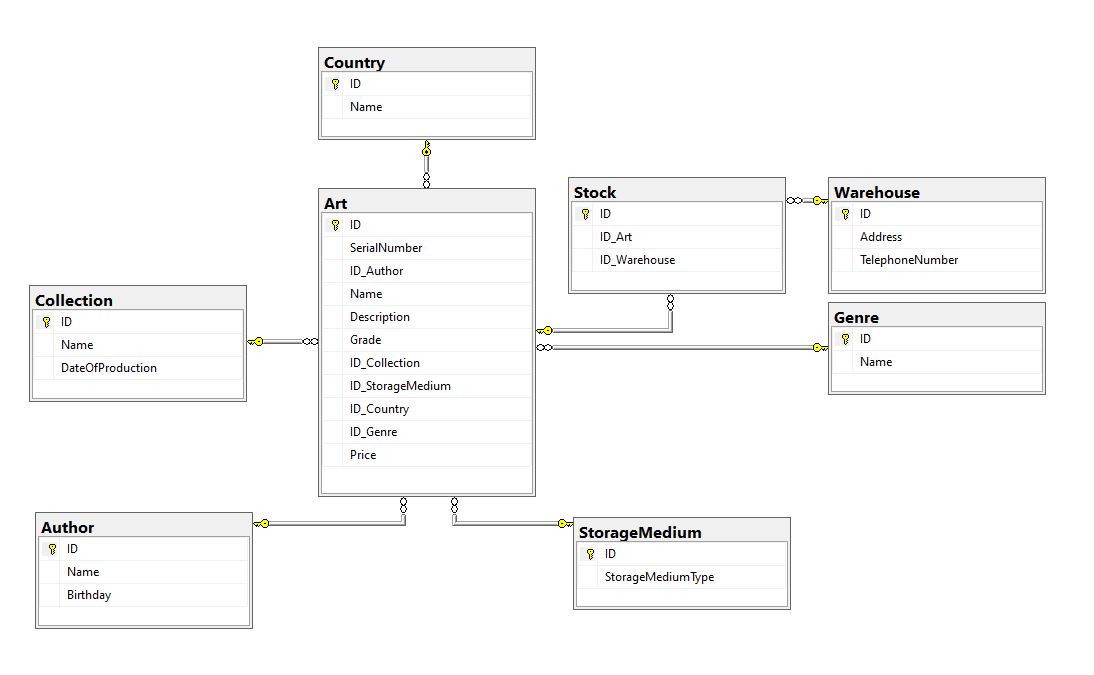 Country
ID
Name
Art
ID
SerialNumber
ID_Author
Name
Description
Grade
ID_Collection
ID_StorageMedium
ID_Country
ID_Genre
Price
Stock
ID
ID_Art
ID_Warehouse
Warehouse
ID
Address
TelephoneNumber
Collection
ID
Name
DateOfProduction
Genre
ID
Name
Author
ID
Name
Birthday
StorageMedium
ID
StorageMediumType